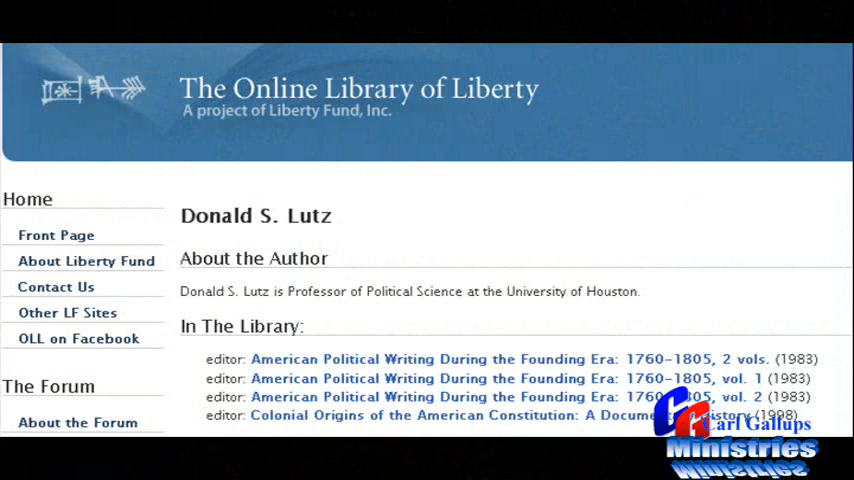 The Online Library of Liberty
A project of Liberty Fund, Inc.
Home
Front Page
About Liberty Fund
Contact Us
Other LF Sites
OLL on Facebook
The Forum
About the Forum
Donald S. Lutz
About the Author
Donald S. Lutz is Professor of Political Science at the University of Houston.
In The Library:
editor: American Political Writing During the Founding Era: 1760-1805, 2 vols. (1983)
editor: American Political Writing During the Founding Era: 1760-1805, vol. 1 (1983)
editor: American Political Writing During the Founding Era: 1760-1805, vol. 2 (1983)
editor: Colonial Origins of the American Constitution: A Documentary History (1998)
Carl Gallups
Ministries